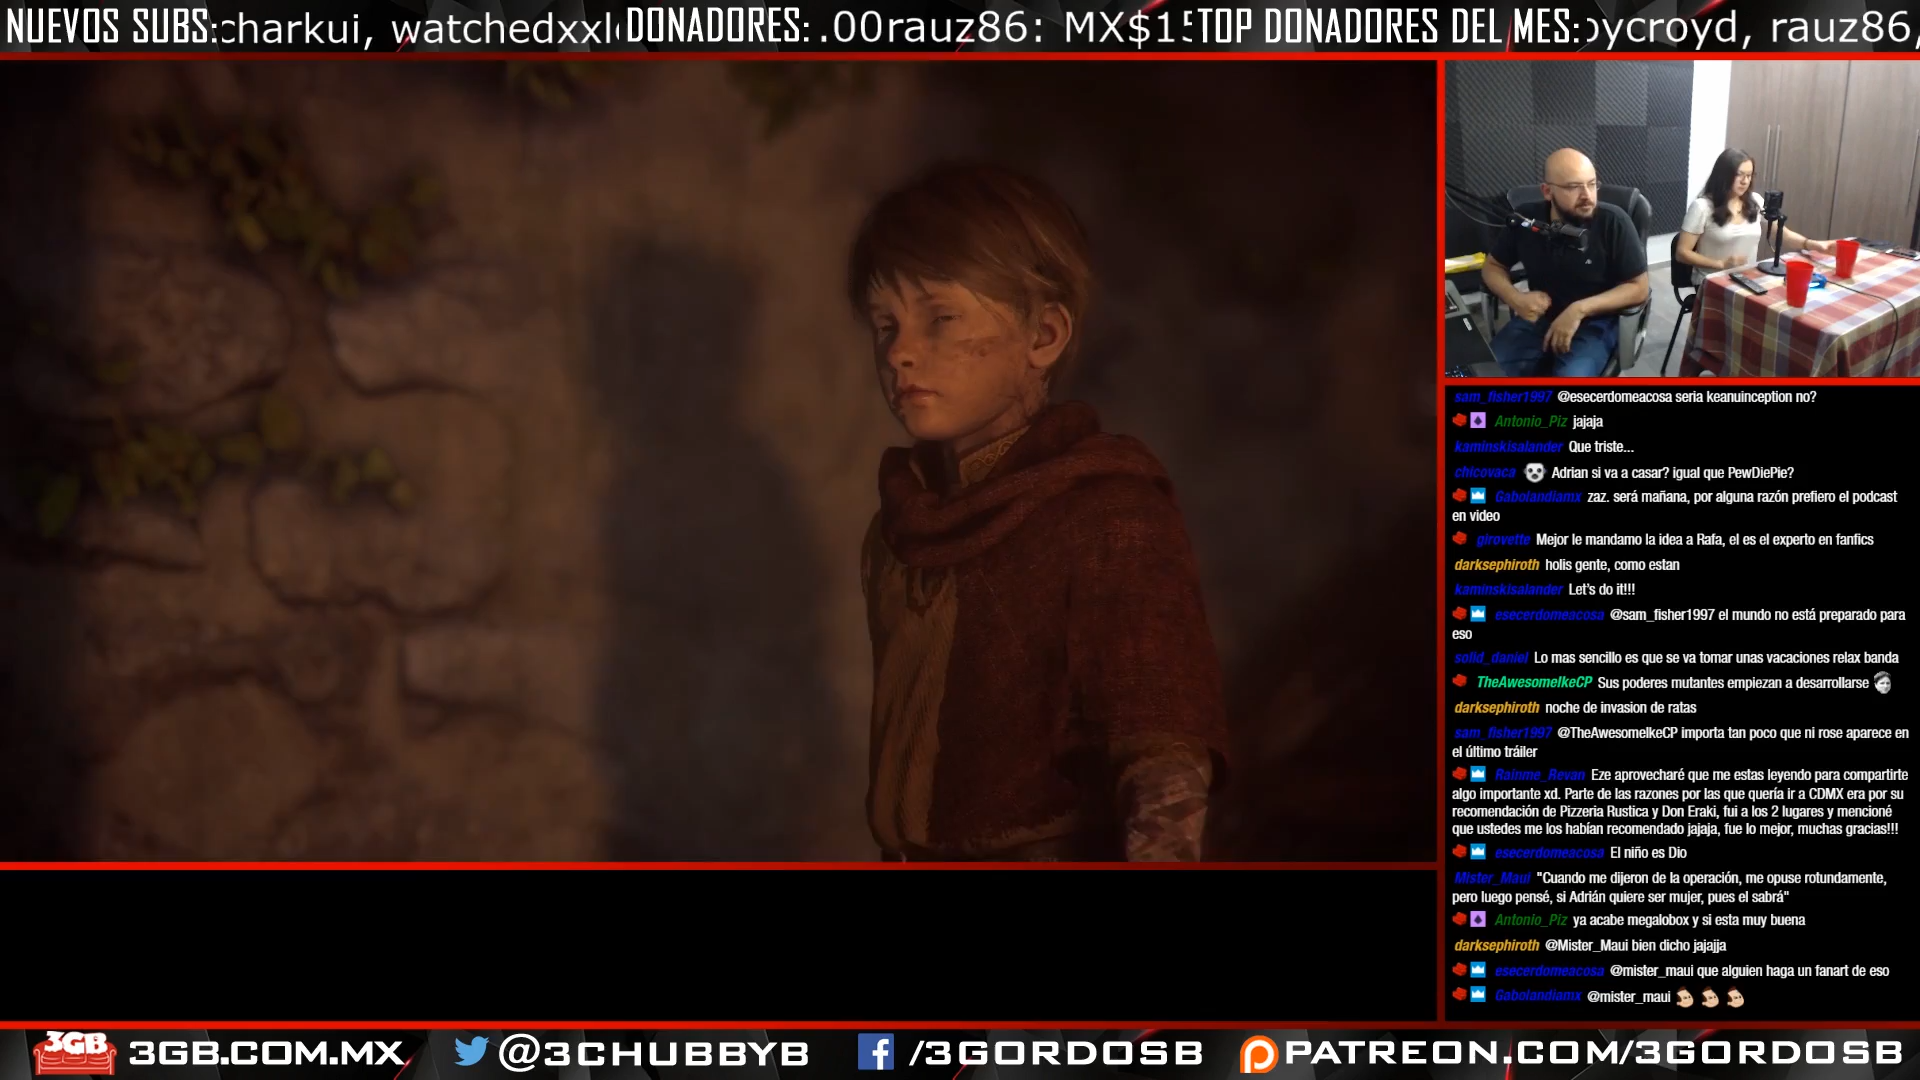 NUEVOS SUBS: charkui, watchedxxl DONADORES: .00rauz86: MX$15 TOP DONADORES DEL MES: oycroyd, rauz86,
sam_fisher1997 @esecerdomeacosa seria keanuinception no?
Antonio_Piz jajaja
kaminskisalander Que triste...
chicovaca Adrian si va a casar? igual que PewDiePie?
Gabolandiamx zaz. será mañana, por alguna razón prefiero el podcast
en video
girovette Mejor le mandamo la idea a Rafa, el es el experto en fanfics
darksephiroth holis gente, como estan
kaminskisalander Let's do it!!!
esecerdomeacosa @sam_fisher1997 el mundo no está preparado para
eso
solid_daniel Lo mas sencillo es que se va tomar unas vacaciones relax banda
TheAwesomeIkeCP Sus poderes mutantes empiezan a desarrollarse
darksephiroth noche de invasion de ratas
sam_fisher1997 @TheAwesomeIkeCP importa tan poco que ni rose aparece en
el último tráiler
Rainme_Revan Eze aprovecharé que me estas leyendo para compartirte
algo importante xd. Parte de las razones por las que quería ir a CDMX era por su
recomendación de Pizzeria Rustica y Don Eraki, fui a los 2 lugares y mencioné
que ustedes me los habían recomendado jajaja, fue lo mejor, muchas gracias!!!
esecerdomeacosa El niño es Dio
Mister_Maui "Cuando me dijeron de la operación, me opuse rotundamente,
pero luego pensé, si Adrián quiere ser mujer, pues el sabrá"
Antonio_Piz ya acabe megalobox y si esta muy buena
darksephiroth @Mister_Maui bien dicho jajajja
esecerdomeacosa @mister_maui que alguien haga un fanart de eso
Gabolandiamx @mister_maui
3GB 3GB.COM.MX @3CHUBBYB /3GORDOSB PATREON.COM/3GORDOSB